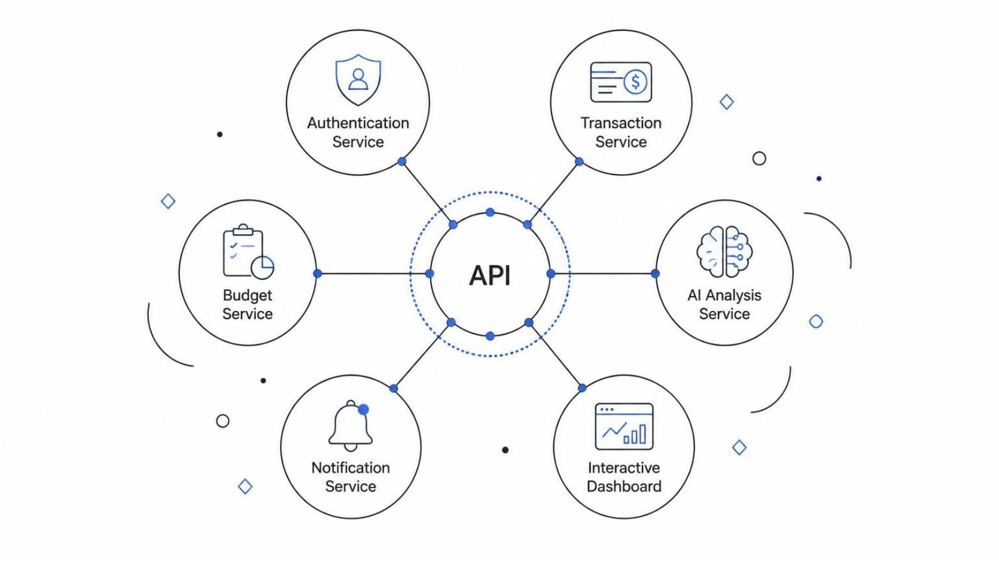 Authentication
Service
Transaction
Service
$
Budget
Service
API
AI Analysis
Service
Notification
Service
Interactive
Dashboard